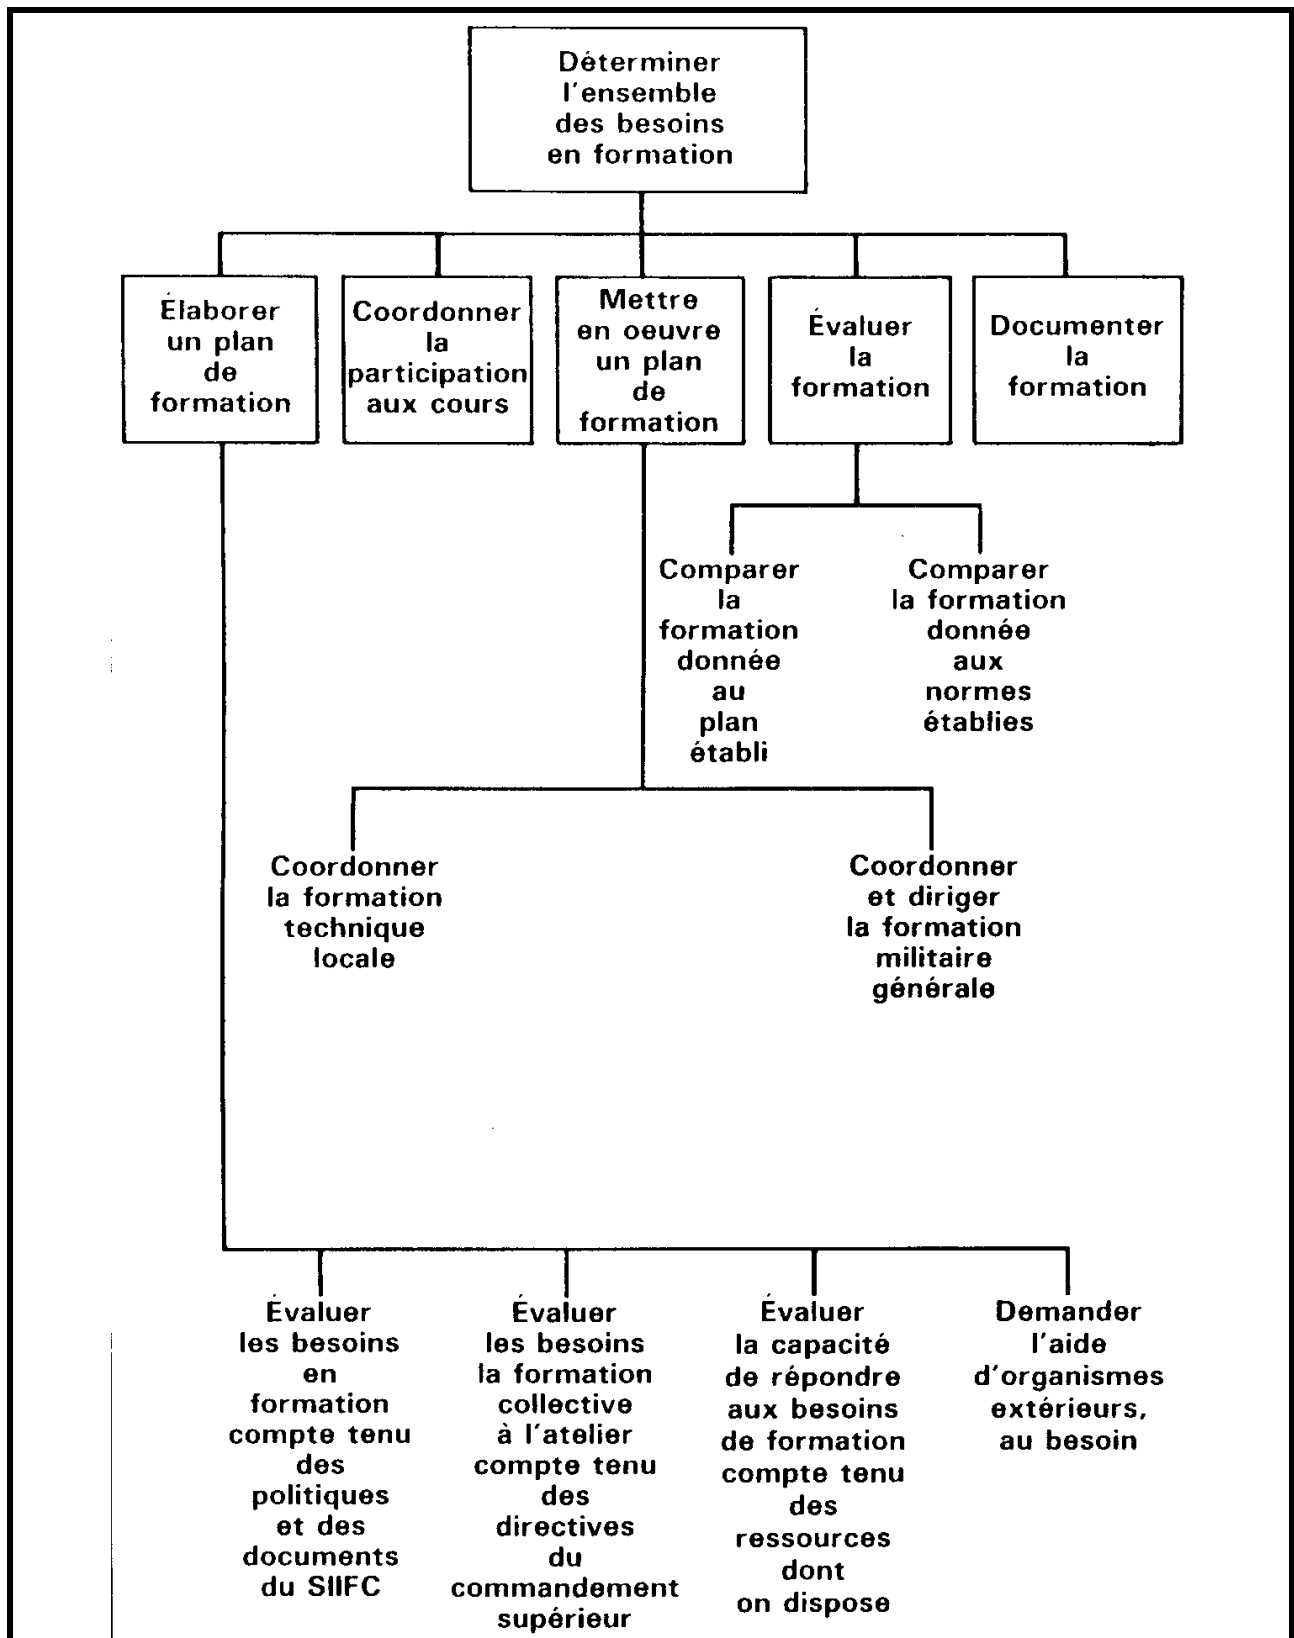 Déterminer
l'ensemble
des besoins
en formation
Élaborer
un plan
de
formation
Coordonner
la
participation
aux cours
Mettre
en oeuvre
un plan
de
formation
Évaluer
la
formation
Documenter
la
formation
Comparer
la
formation
donnée
au
plan
établi
Comparer
la formation
donnée
aux
normes
établies
Coordonner
la formation
technique
locale
Coordonner
et diriger
la formation
militaire
générale
Évaluer
les besoins
en
formation
compte tenu
des
politiques
et des
documents
du SIIFC
Évaluer
les besoins
la formation
collective
à l'atelier
compte tenu
des
directives
du
commandement
supérieur
Évaluer
la capacité
de répondre
aux besoins
de formation
compte tenu
des
ressources
dont
on dispose
Demander
l'aide
d'organismes
extérieurs,
au besoin